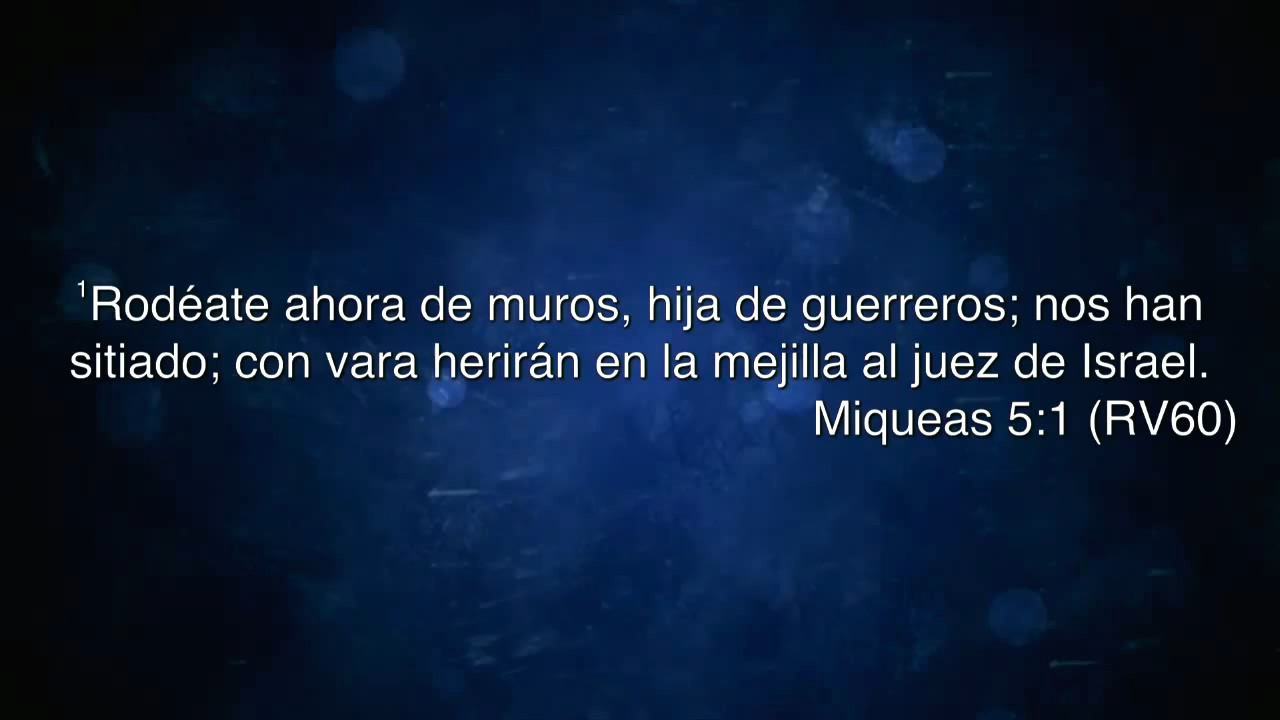 ¹Rodéate ahora de muros, hija de guerreros; nos han
sitiado; con vara herirán en la mejilla al juez de Israel.
Miqueas 5:1 (RV60)